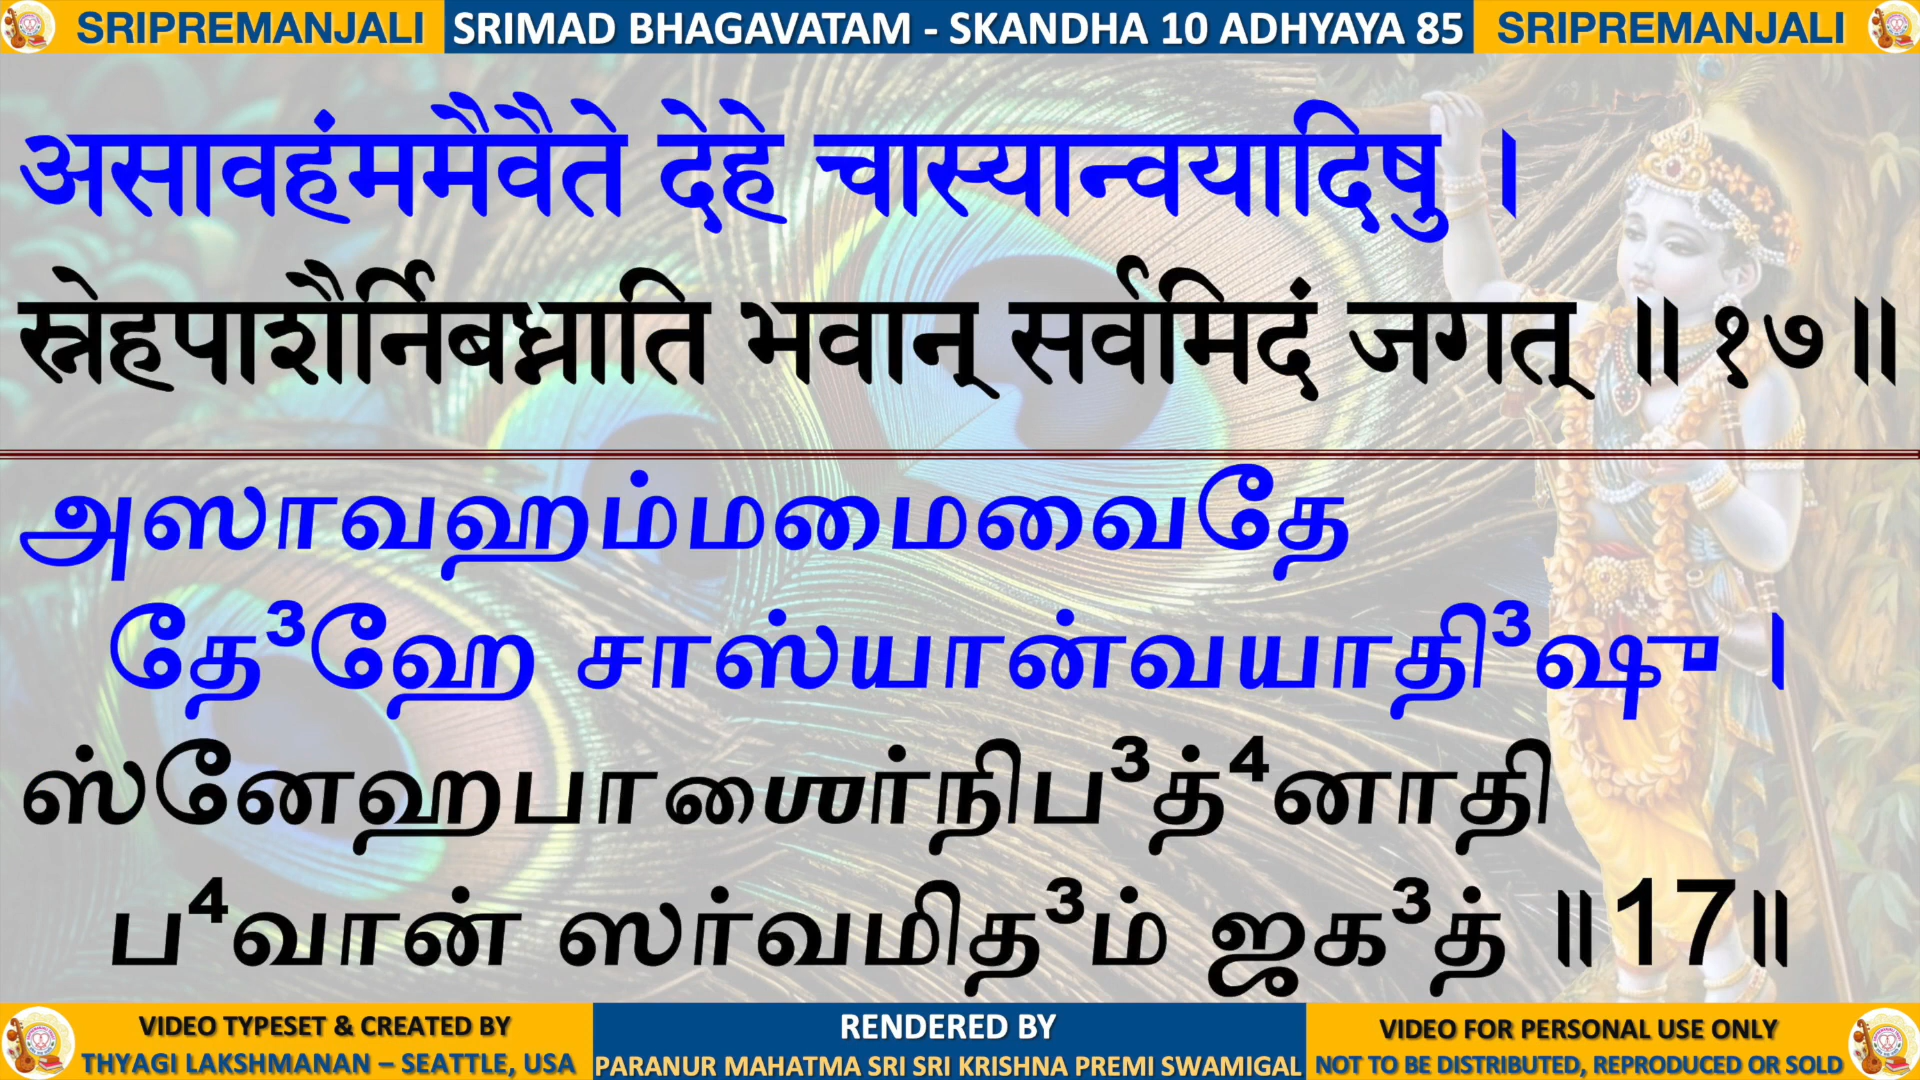 SRIPREMANJALI SRIMAD BHAGAVATAM - SKANDHA 10 ADHYAYA 85 SRIPREMANJALI
असावहंममैवैते देहे चास्यान्वयादिषु ।
स्नेहपाशैर्निबध्नाति भवान् सर्वमिदं जगत् ॥ १७॥
அஸாவஹம்மமைவைதே
தே³ஹே சாஸ்யான்வயாதி³ஷு ।
ஸ்னேஹபாஶைர்நிப³த்⁴னாதி
ப⁴வான் ஸர்வமித³ம் ஜக³த் ॥17॥
VIDEO TYPESET & CREATED BY
THYAGI LAKSHMANAN – SEATTLE, USA
RENDERED BY
PARANUR MAHATMA SRI SRI KRISHNA PREMI SWAMIGAL
VIDEO FOR PERSONAL USE ONLY
NOT TO BE DISTRIBUTED, REPRODUCED OR SOLD